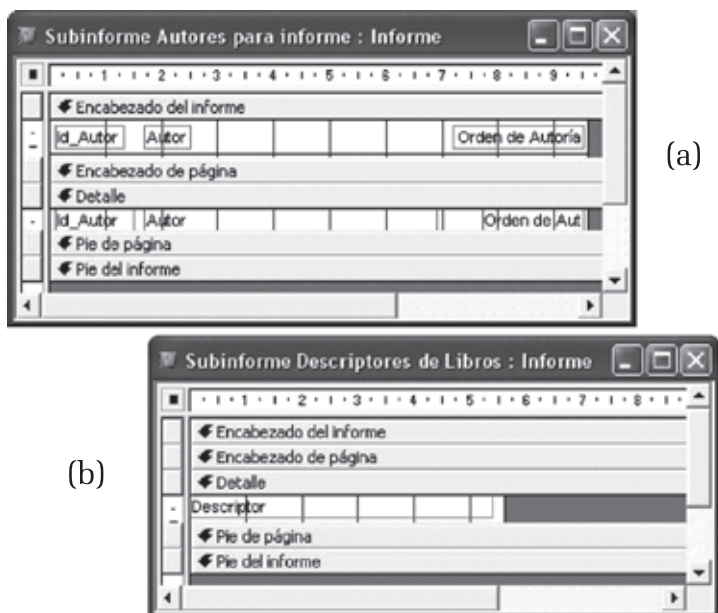 Subinforme Autores para informe : Informe
1 2 3 4 5 6 7 8 9
Encabezado del informe
Id_Autor Autor Orden de Autoría
(a)
Encabezado de página
Detalle
Id_Autor Autor Orden de Aut
Pie de página
Pie del informe
Subinforme Descriptores de Libros : Informe
1 2 3 4 5 6 7 8
Encabezado del informe
Encabezado de página
(b)
Detalle
Descriptor
Pie de página
Pie del informe